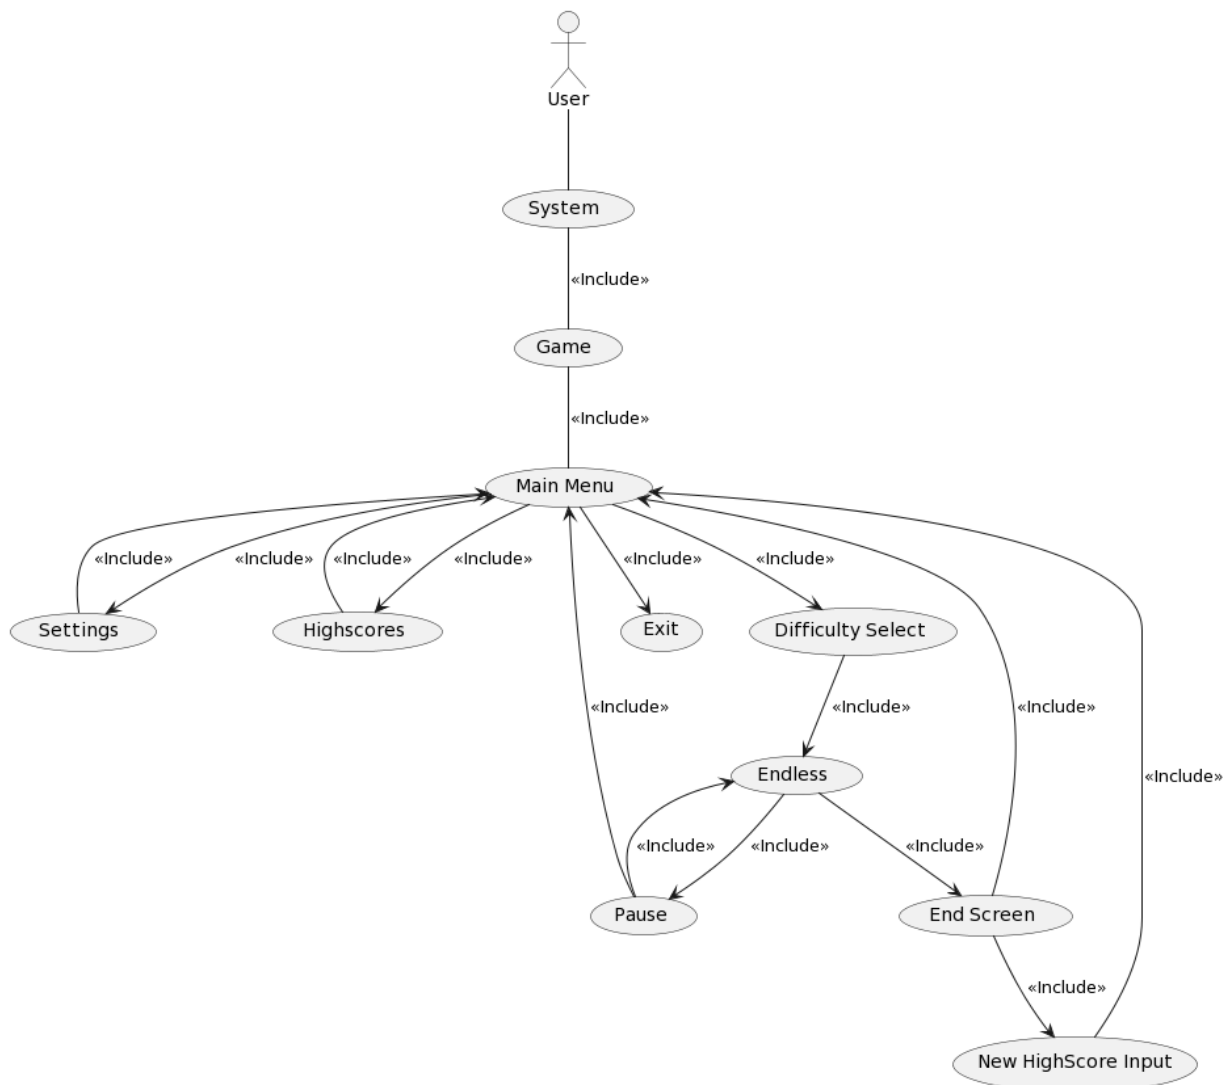 User
System
«Include»
Game
«Include»
Main Menu
«Include»
«Include»
«Include»
«Include»
«Include»
«Include»
Settings
Highscores
Exit
Difficulty Select
«Include»
«Include»
«Include»
Endless
«Include»
«Include»
«Include»
«Include»
Pause
End Screen
«Include»
New HighScore Input